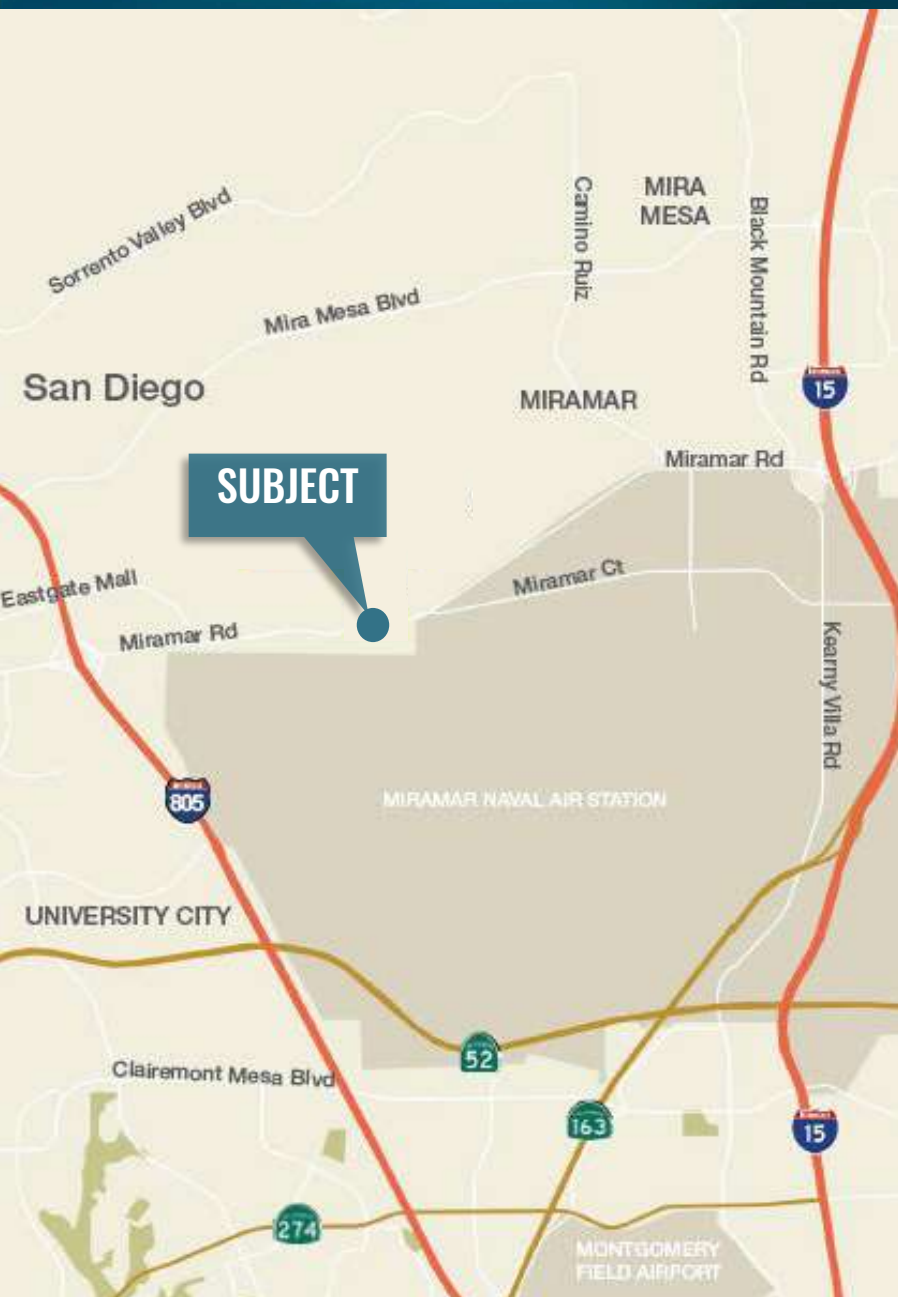 Sorrento Valley Blvd
Camino Ruiz
MIRA
MESA
Black Mountain Rd
Mira Mesa Blvd
San Diego
MIRAMAR
15
Miramar Rd
SUBJECT
Eastgate Mall
Miramar Ct
Miramar Rd
Kearny Villa Rd
805
MIRAMAR NAVAL AIR STATION
UNIVERSITY CITY
52
Clairemont Mesa Blvd
163
15
274
MONTGOMERY
FIELD AIRPORT